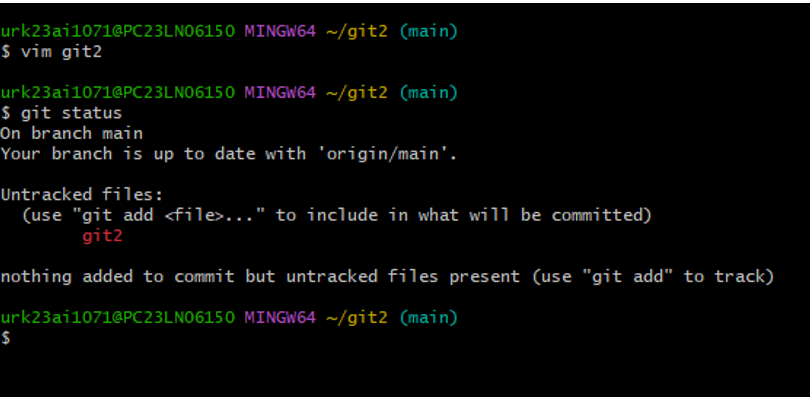 urk23ai1071@PC23LN06150 MINGW64 ~/git2 (main)
$ vim git2
urk23ai1071@PC23LN06150 MINGW64 ~/git2 (main)
$ git status
On branch main
Your branch is up to date with 'origin/main'.
Untracked files:
  (use "git add <file>..." to include in what will be committed)
        git2
nothing added to commit but untracked files present (use "git add" to track)
urk23ai1071@PC23LN06150 MINGW64 ~/git2 (main)
$